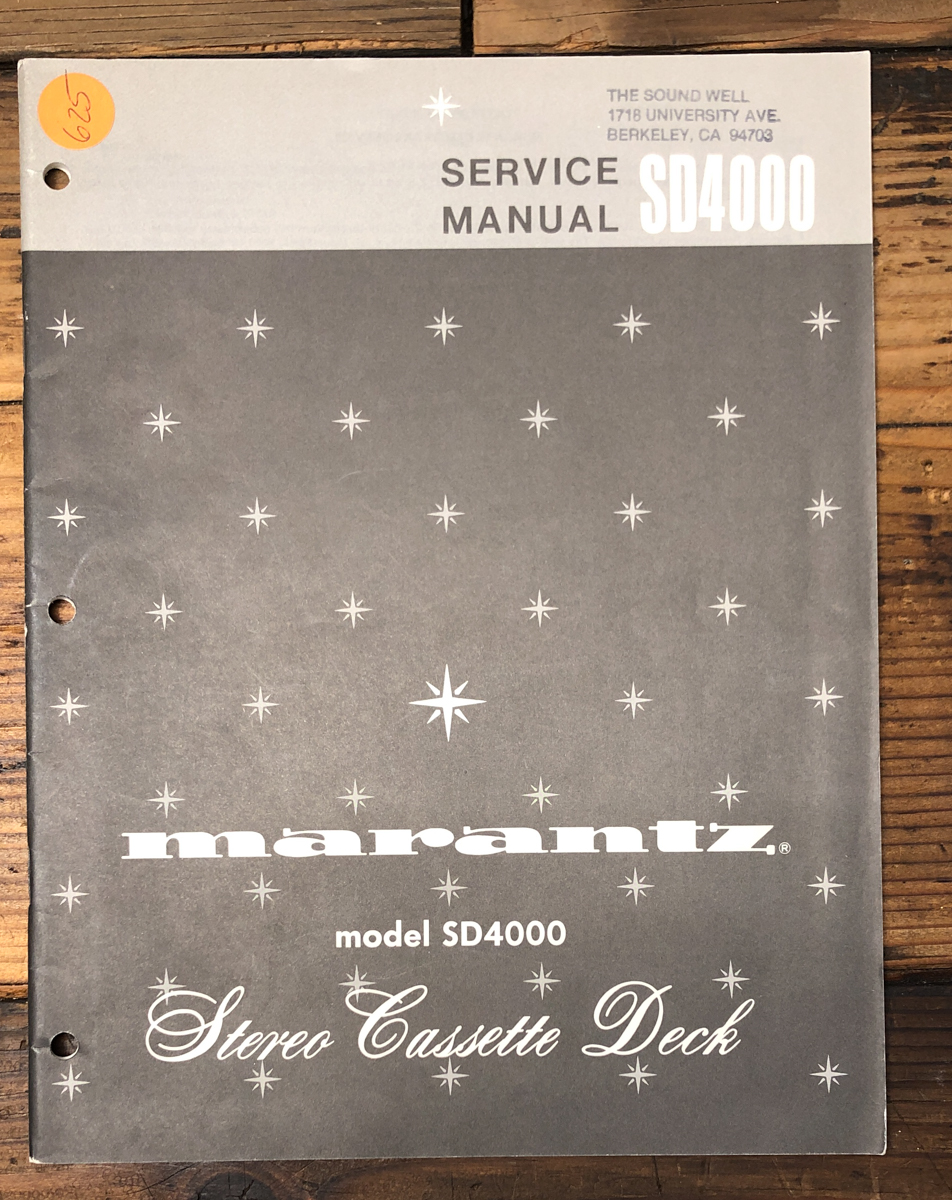 625
THE SOUND WELL
1718 UNIVERSITY AVE.
BERKELEY, CA 94703
SERVICE
MANUAL SD4000
marantz®
model SD4000
Stereo Cassette Deck